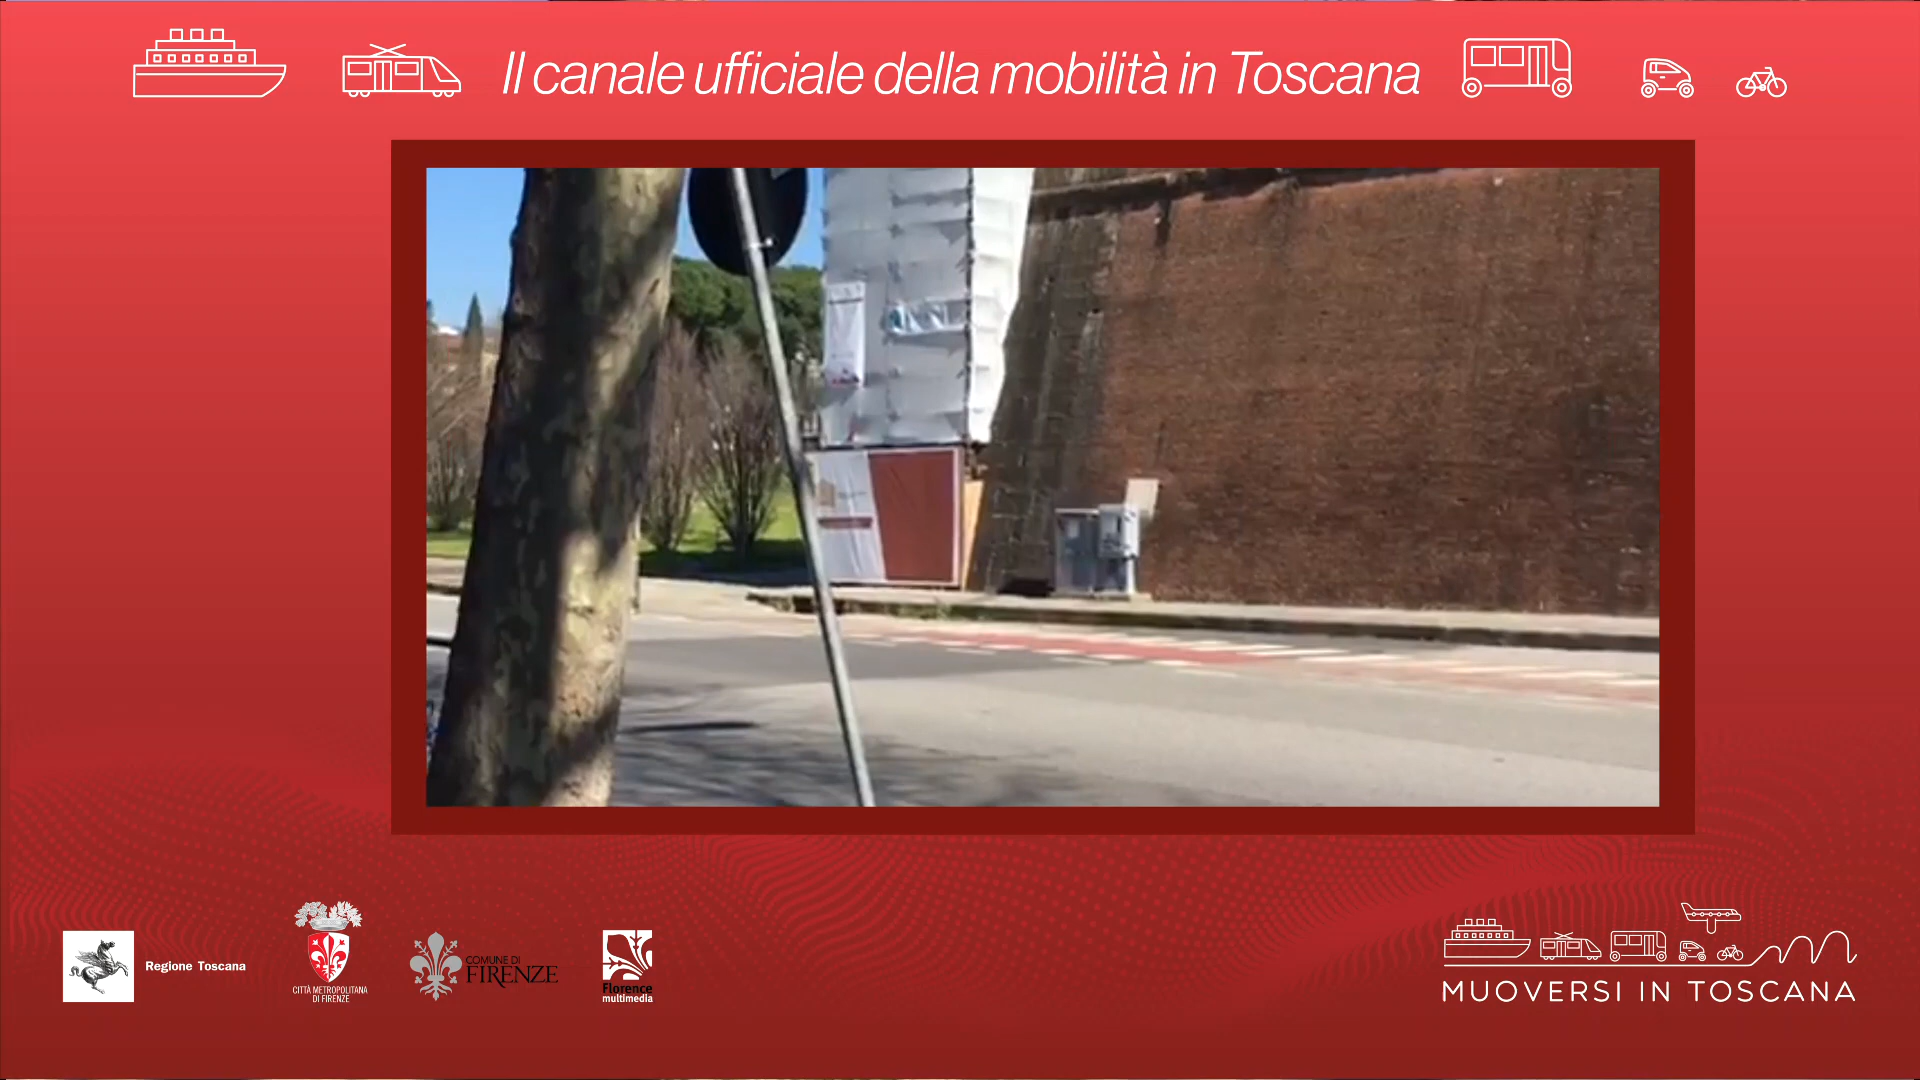 Il canale ufficiale della mobilità in Toscana
Regione Toscana
CITTÀ METROPOLITANA
DI FIRENZE
COMUNE DI
FIRENZE
Florence
multimedia
MUOVERSI IN TOSCANA